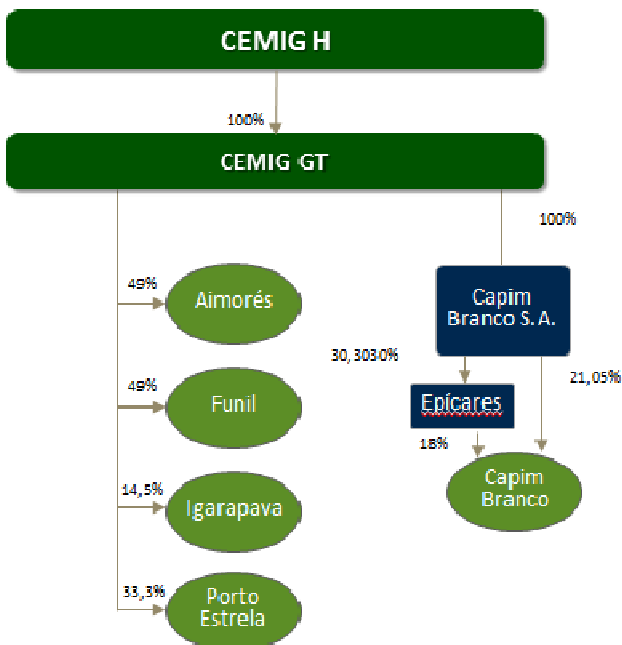 CEMIG H
100%
CEMIG GT
100%
49%
Aimorés
Capim
Branco S. A.
30,3030%
21,05%
49%
Funil
Epícares
18%
Capim
Branco
14,5%
Igarapava
33,3%
Porto
Estrela